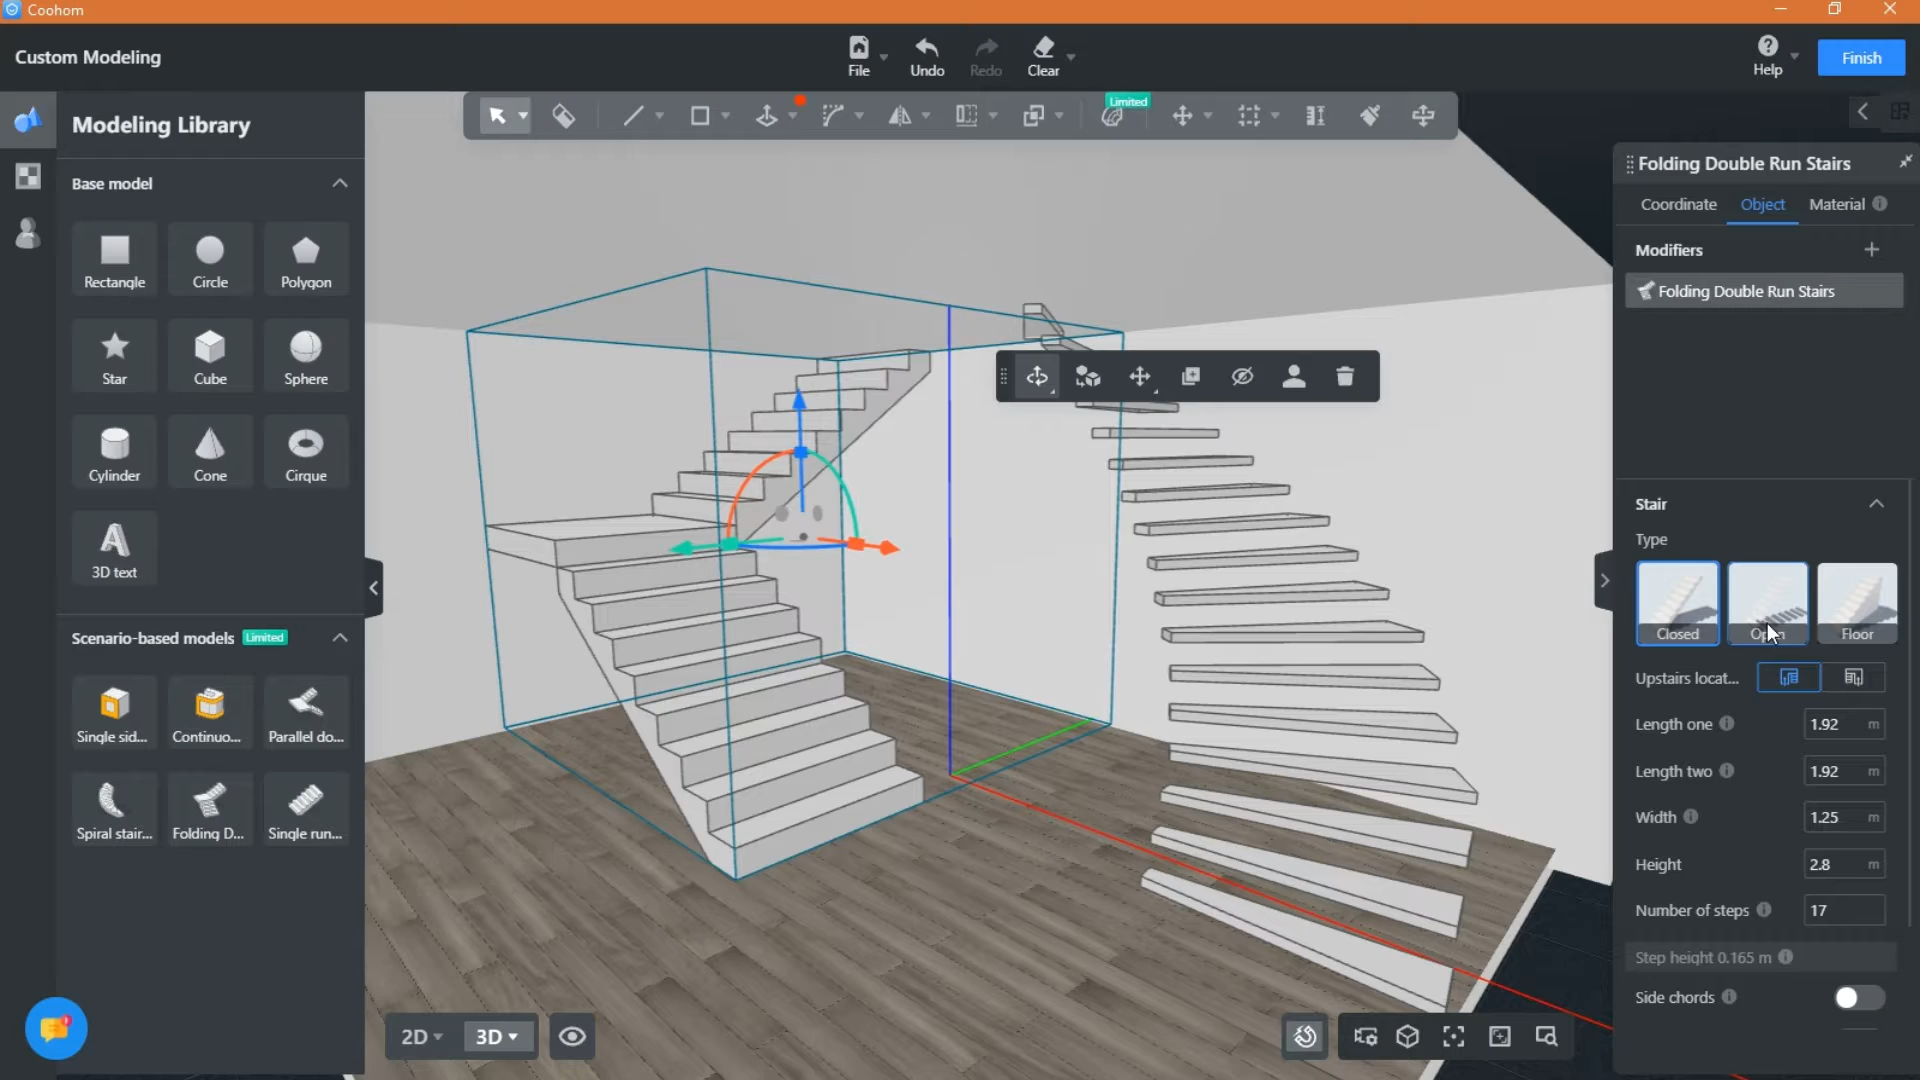 Coohom
Custom Modeling
File
Undo
Redo
Clear
Help
Finish
Limited
Modeling Library
Base model
Rectangle
Circle
Polygon
Star
Cube
Sphere
Cylinder
Cone
Cirque
A
3D text
Scenario-based models Limited
Single sid...
Continuo...
Parallel do...
Spiral stair...
Folding D...
Single run...
2D
3D
Folding Double Run Stairs
Coordinate
Object
Material
Modifiers
Folding Double Run Stairs
Stair
Type
Closed
Open
Floor
Upstairs locat...
Length one
1.92 m
Length two
1.92 m
Width
1.25 m
Height
2.8 m
Number of steps
17
Step height 0.165 m
Side chords